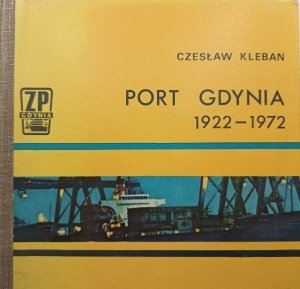 CZESŁAW KLEBAN
ZP
GDYNIA
PORT GDYNIA
1922–1972